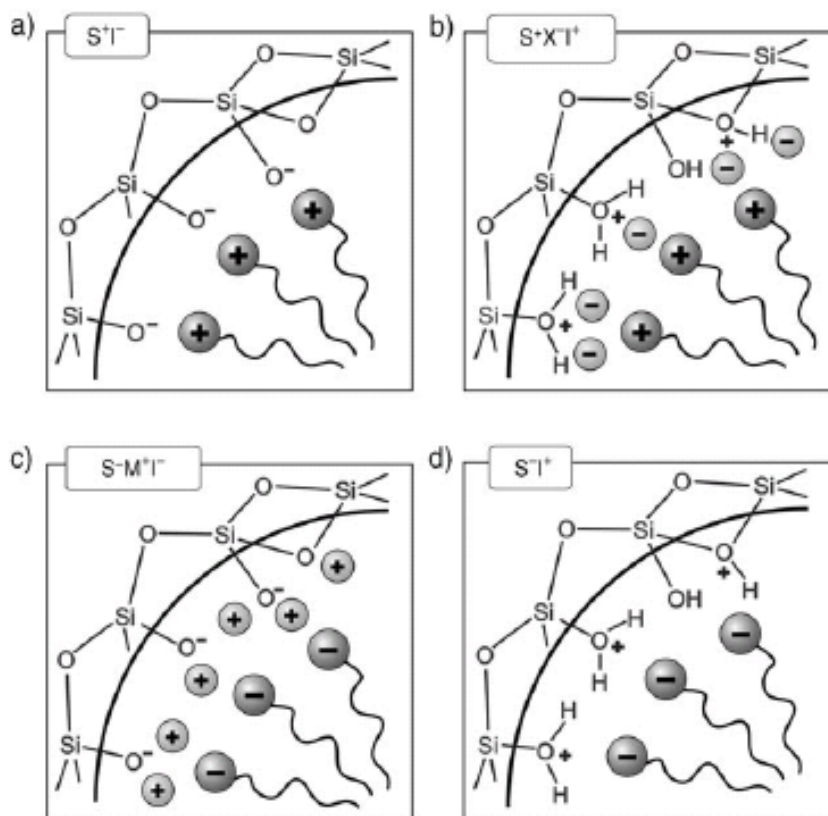 a) S⁺I⁻
O Si
O Si
O
O⁻
Si
+
O⁻
O
+
Si O⁻ +
b) S⁺X⁻I⁺
O Si
O Si
O H −
+
OH −
Si H
O + +
O H −
+
H −
Si O + +
H −
c) S⁻M⁺I⁻
O Si
O Si
O +
O⁻
Si + +
O⁻ −
O
+ −
Si O⁻ +
−
+
d) S⁻I⁺
O Si
O Si
O
+ H
OH
Si H
O + −
O H
−
H
Si O + −
H